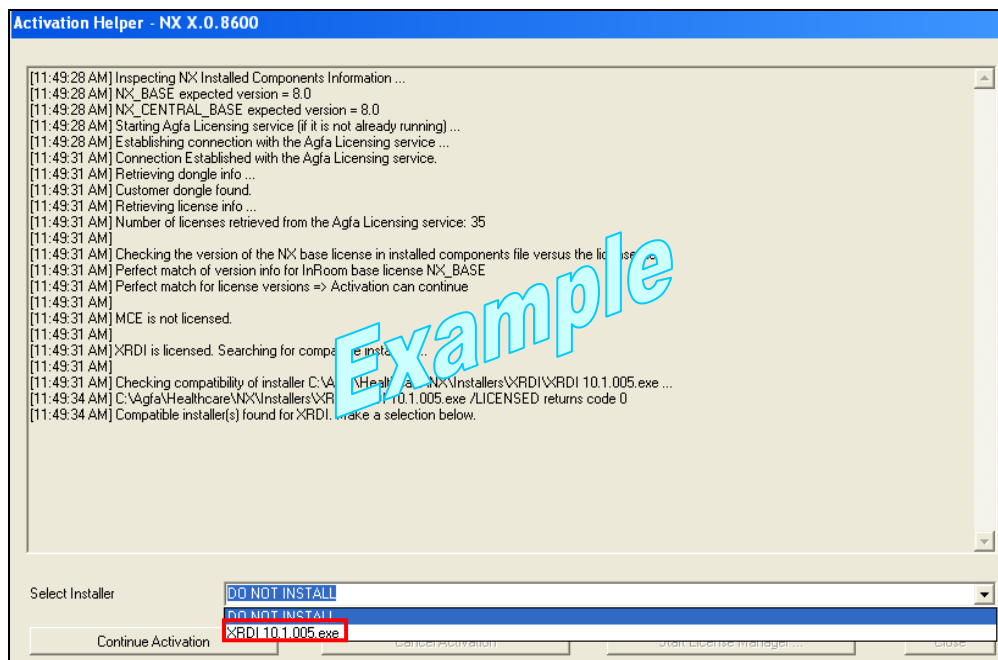 Activation Helper - NX X.0.8600
[11:49:28 AM] Inspecting NX Installed Components Information ...
[11:49:28 AM] NX_BASE expected version = 8.0
[11:49:28 AM] NX_CENTRAL_BASE expected version = 8.0
[11:49:28 AM] Starting Agfa Licensing service (if it is not already running) ...
[11:49:28 AM] Establishing connection with the Agfa Licensing service ...
[11:49:31 AM] Connection Established with the Agfa Licensing service.
[11:49:31 AM] Retrieving dongle info ...
[11:49:31 AM] Customer dongle found.
[11:49:31 AM] Retrieving license info ...
[11:49:31 AM] Number of licenses retrieved from the Agfa Licensing service: 35
[11:49:31 AM]
[11:49:31 AM] Checking the version of the NX base license in installed components file versus the
[11:49:31 AM] Perfect match of version info for InRoom base license NX_BASE
[11:49:31 AM] Perfect match for license versions => Activation can continue
[11:49:31 AM]
[11:49:31 AM] MCE is not licensed.
[11:49:31 AM]
[11:49:31 AM] XRDI is licensed. Searching for
[11:49:31 AM]
[11:49:31 AM] Checking compatibility of installer \NX\Installers\XRDI\XRDI 10.1.005.exe ...
[11:49:34 AM] C:\Agfa\Healthcare\NX\Installers\ 10.1.005.exe /LICENSED returns code 0
[11:49:34 AM] Compatible installer(s) found for XRDI. Make a selection below.
Example
Select Installer
DO NOT INSTALL
DO NOT INSTALL
XRDI 10.1.005.exe
Continue Activation
Cancel Activation
Start License Manager ...
Close